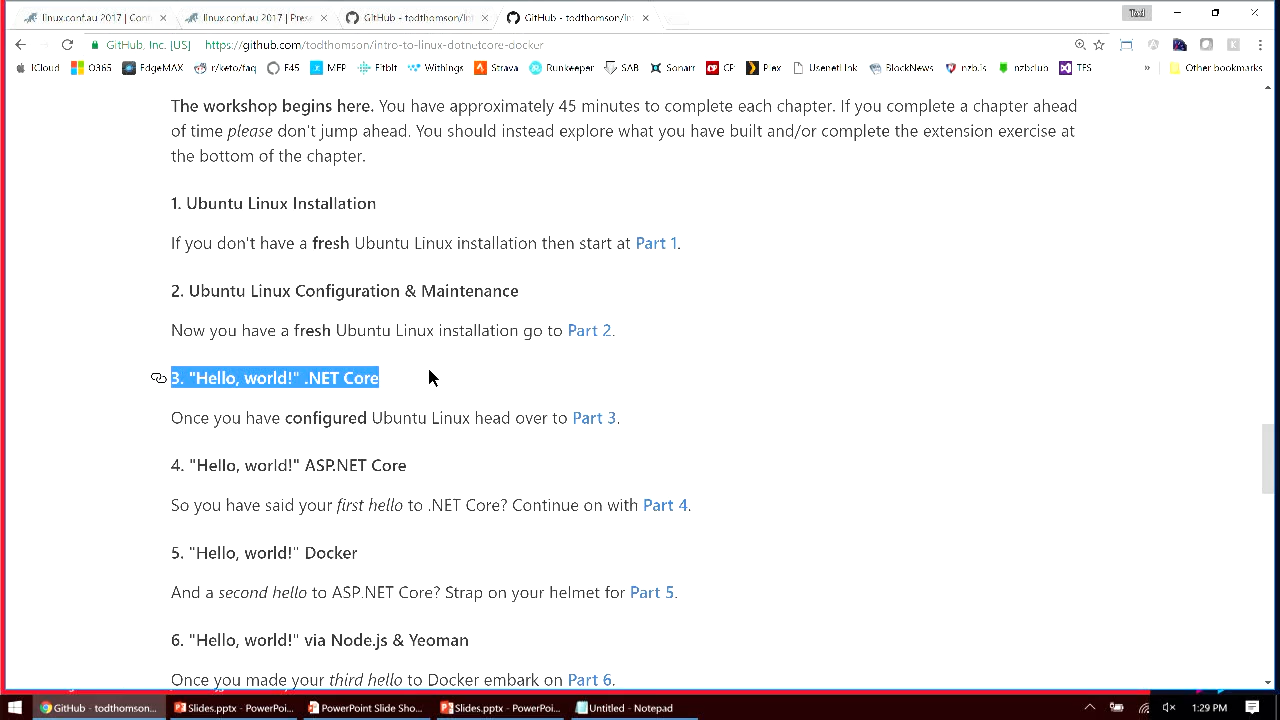 linux.conf.au 2017 | Cont
linux.conf.au 2017 | Prese
GitHub - todthomson/int
GitHub - todthomson/in
Tod
GitHub, Inc. [US]
https://github.com/todthomson/intro-to-linux-dotnetcore-docker
iCloud
O365
EdgeMAX
r/keto/faq
F45
MFP
Fitbit
Withings
Strava
Runkeeper
SAB
Sonarr
CP
Plex
UsenetLink
BlockNews
nzb.is
nzbclub
TFS
»
Other bookmarks
The workshop begins here. You have approximately 45 minutes to complete each chapter. If you complete a chapter ahead
of time please don't jump ahead. You should instead explore what you have built and/or complete the extension exercise at
the bottom of the chapter.
1. Ubuntu Linux Installation
If you don't have a fresh Ubuntu Linux installation then start at Part 1.
2. Ubuntu Linux Configuration & Maintenance
Now you have a fresh Ubuntu Linux installation go to Part 2.
3. "Hello, world!" .NET Core
Once you have configured Ubuntu Linux head over to Part 3.
4. "Hello, world!" ASP.NET Core
So you have said your first hello to .NET Core? Continue on with Part 4.
5. "Hello, world!" Docker
And a second hello to ASP.NET Core? Strap on your helmet for Part 5.
6. "Hello, world!" via Node.js & Yeoman
Once you made your third hello to Docker embark on Part 6.
GitHub - todthomson...
Slides.pptx - PowerPoi...
PowerPoint Slide Sho...
Slides.pptx - PowerPoi...
Untitled - Notepad
1:29 PM